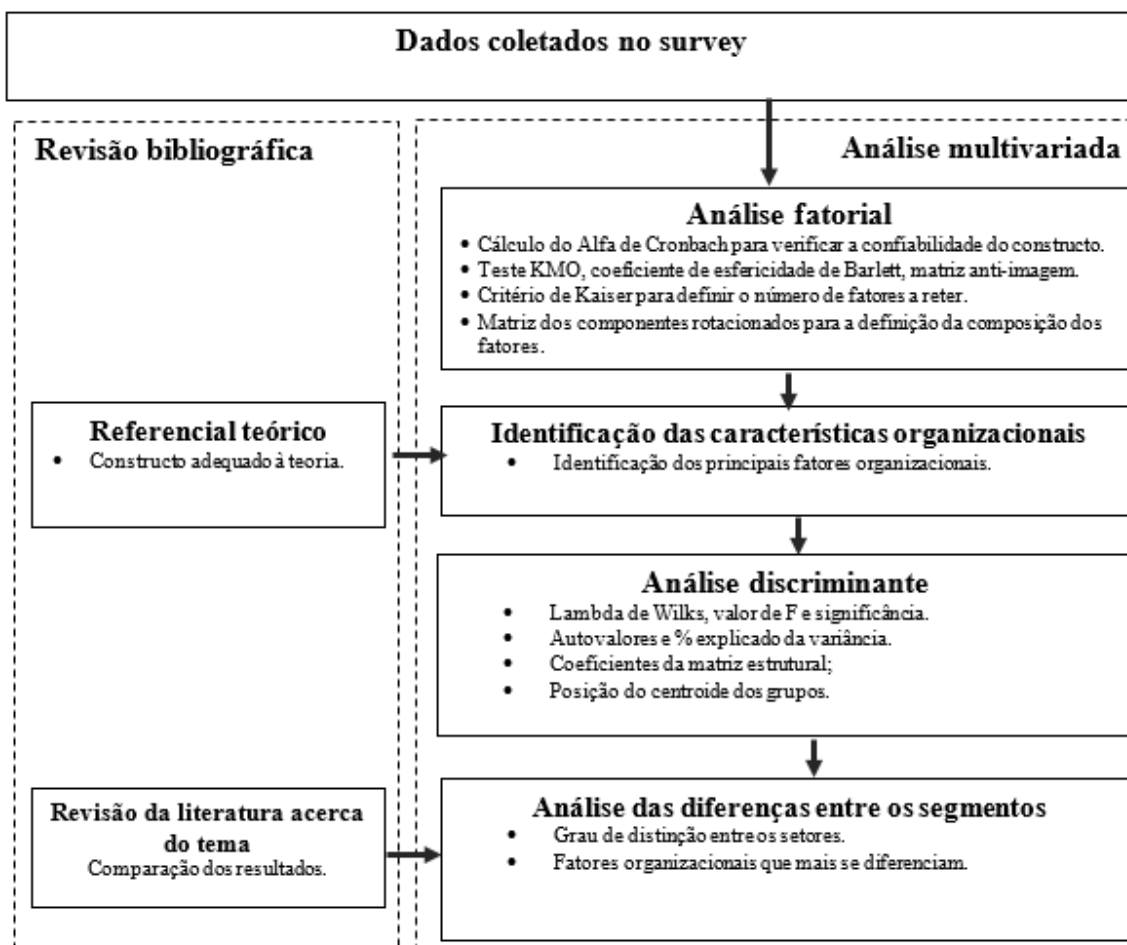 Dados coletados no survey
Revisão bibliográfica
Análise multivariada
Análise fatorial
• Cálculo do Alfa de Cronbach para verificar a confiabilidade do constructo.
• Teste KMO, coeficiente de esfericidade de Barlett, matriz anti-imagem.
• Critério de Kaiser para definir o número de fatores a reter.
• Matriz dos componentes rotacionados para a definição da composição dos
fatores.
Referencial teórico
• Constructo adequado à teoria.
Identificação das características organizacionais
• Identificação dos principais fatores organizacionais.
Análise discriminante
• Lambda de Wilks, valor de F e significância.
• Autovalores e % explicado da variância.
• Coeficientes da matriz estrutural;
• Posição do centroide dos grupos.
Revisão da literatura acerca
do tema
Comparação dos resultados.
Análise das diferenças entre os segmentos
• Grau de distinção entre os setores.
• Fatores organizacionais que mais se diferenciam.